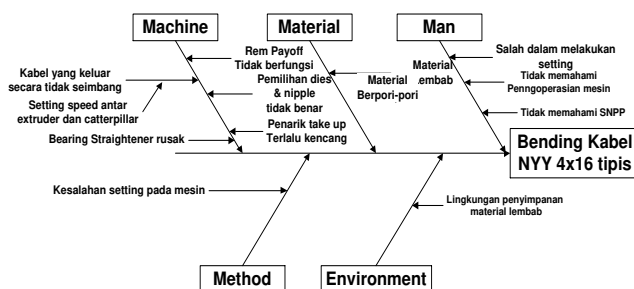 Machine
Material
Man
Rem Payoff
Tidak berfungsi
Kabel yang keluar
secara tidak seimbang
Pemilihan dies
& nipple
tidak benar
Setting speed antar
extruder dan catterpillar
Penarik take up
Terlalu kencang
Bearing Straightener rusak
Material
Berpori-pori
Material
Lembab
Salah dalam melakukan
setting
Tidak memahami
Penngoperasian mesin
Tidak memahami SNPP
Bending Kabel
NYY 4x16 tipis
Kesalahan setting pada mesin
Lingkungan penyimpanan
material lembab
Method
Environment